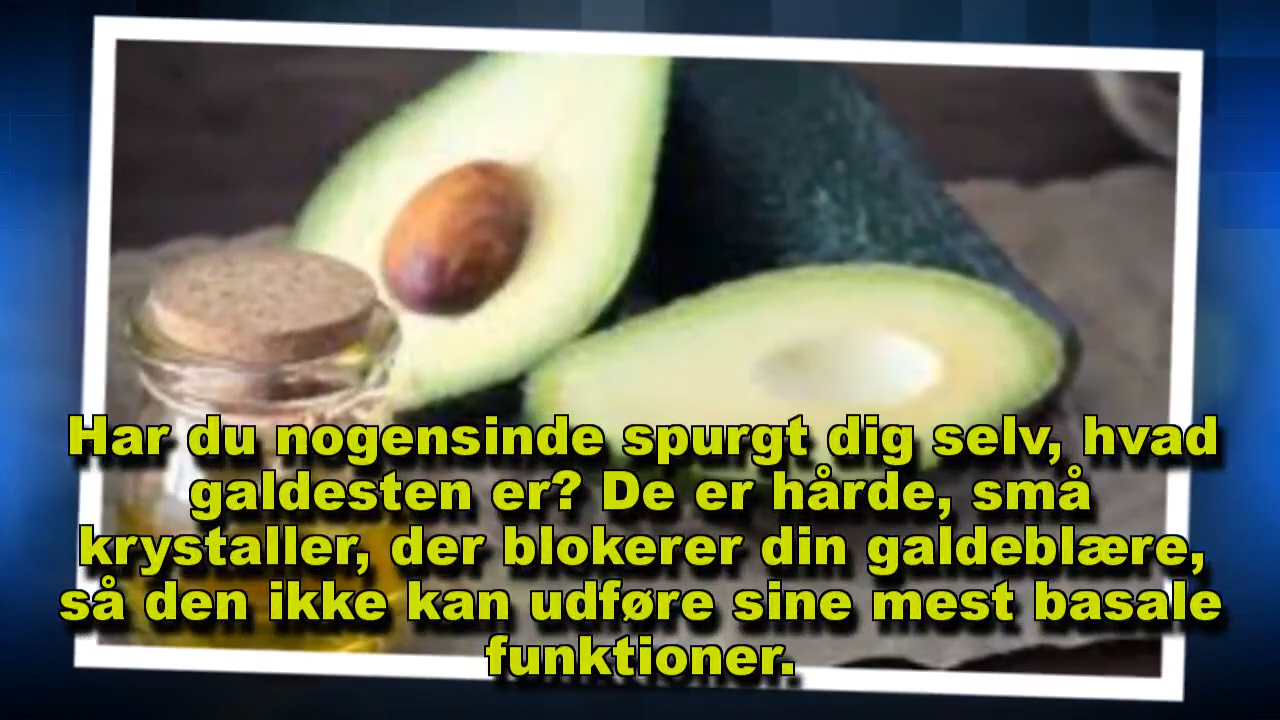 Har du nogensinde spurgt dig selv, hvad
galdesten er? De er hårde, små
krystaller, der blokerer din galdeblære,
så den ikke kan udføre sine mest basale
funktioner.